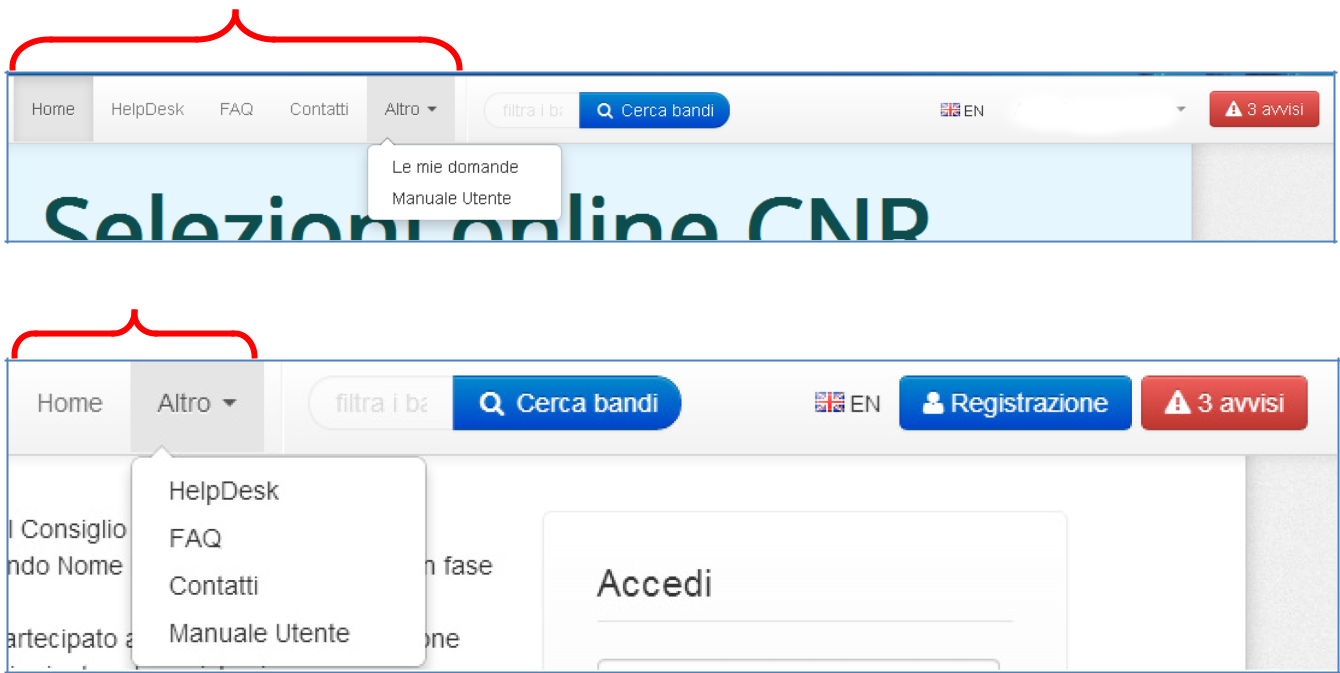 Home HelpDesk FAQ Contatti Altro filtra i ba Cerca bandi EN 3 avvisi
Le mie domande
Manuale Utente
Selezioni online CNR
Home Altro filtra i ba Cerca bandi EN Registrazione 3 avvisi
HelpDesk
l Consiglio
FAQ
ndo Nome n fase
Contatti
Accedi
artecipato a one
Manuale Utente